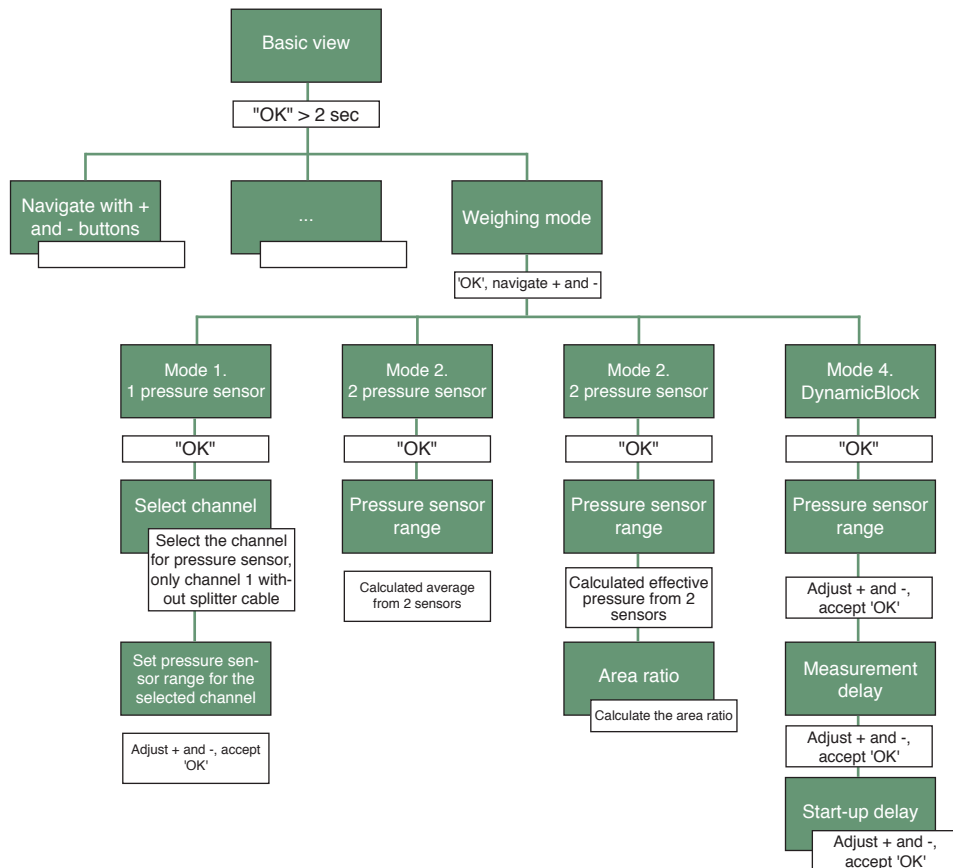 Basic view
"OK" > 2 sec
Navigate with +
and - buttons
...
Weighing mode
'OK', navigate + and -
Mode 1.
1 pressure sensor
Mode 2.
2 pressure sensor
Mode 2.
2 pressure sensor
Mode 4.
DynamicBlock
"OK"
"OK"
"OK"
"OK"
Select channel
Select the channel
for pressure sensor,
only channel 1 with-
out splitter cable
Pressure sensor
range
Calculated average
from 2 sensors
Pressure sensor
range
Calculated effective
pressure from 2
sensors
Pressure sensor
range
Adjust + and -,
accept 'OK'
Set pressure sen-
sor range for the
selected channel
Adjust + and -, accept
'OK'
Area ratio
Calculate the area ratio
Measurement
delay
Adjust + and -,
accept 'OK'
Start-up delay
Adjust + and -,
accept 'OK'